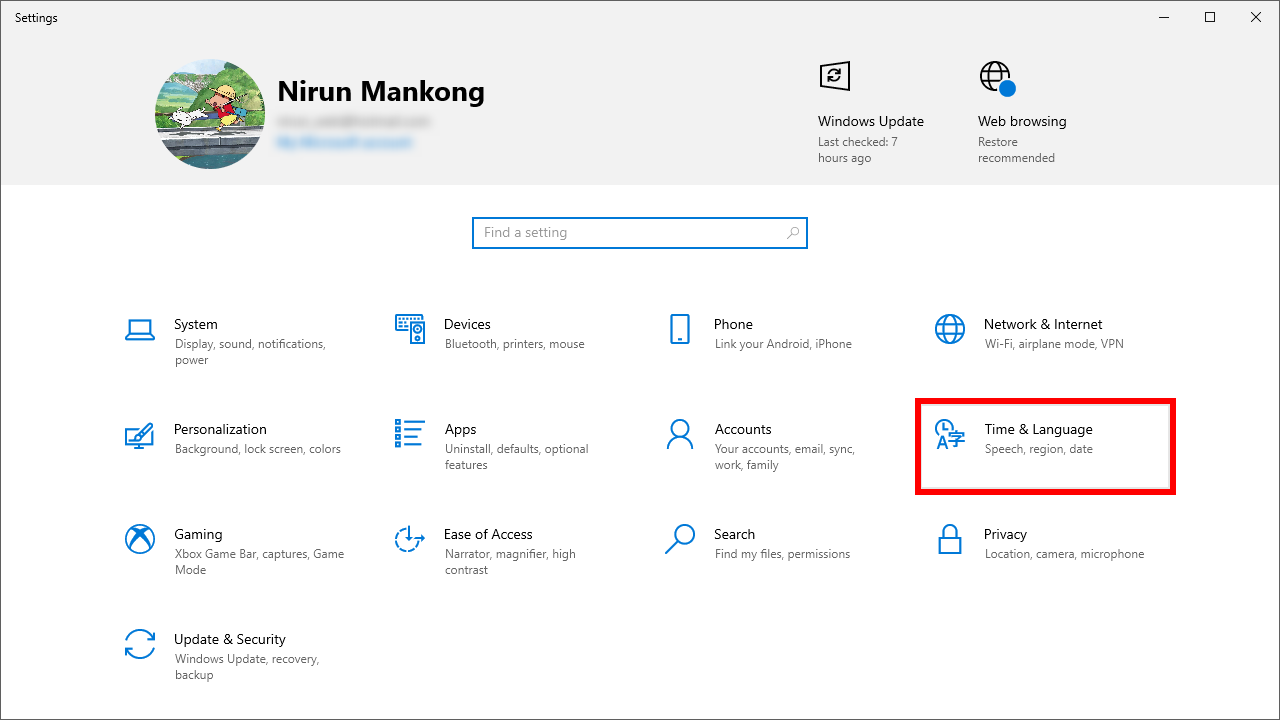 Settings
Nirun Mankong
Windows Update
Last checked: 7
hours ago
Web browsing
Restore
recommended
Find a setting
System
Display, sound, notifications,
power
Devices
Bluetooth, printers, mouse
Phone
Link your Android, iPhone
Network & Internet
Wi-Fi, airplane mode, VPN
Personalization
Background, lock screen, colors
Apps
Uninstall, defaults, optional
features
Accounts
Your accounts, email, sync,
work, family
Time & Language
Speech, region, date
Gaming
Xbox Game Bar, captures, Game
Mode
Ease of Access
Narrator, magnifier, high
contrast
Search
Find my files, permissions
Privacy
Location, camera, microphone
Update & Security
Windows Update, recovery,
backup